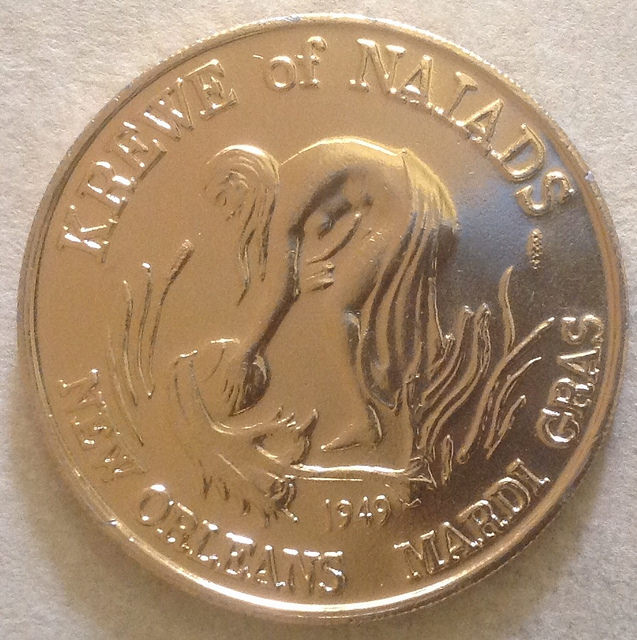 KREWE of NAIADS
1949
NEW ORLEANS MARDI GRAS